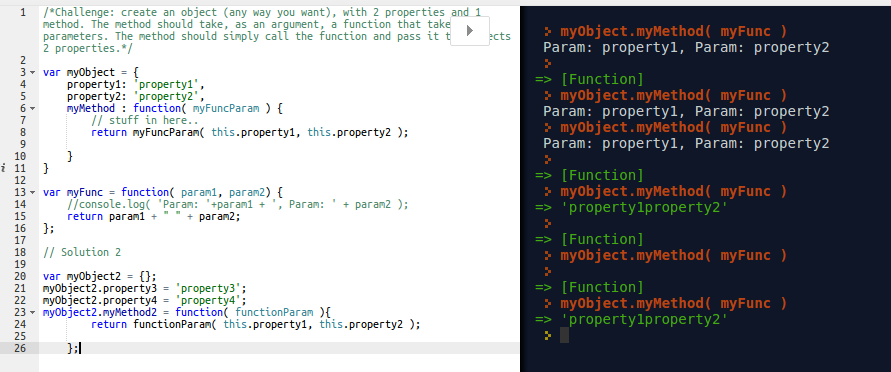 1 /*Challenge: create an object (any way you want), with 2 properties and 1
method. The method should take, as an argument, a function that take
parameters. The method should simply call the function and pass it t ects
2 properties.*/
2
3 var myObject = {
4 property1: 'property1',
5 property2: 'property2',
6 myMethod : function( myFuncParam ) {
7 // stuff in here..
8 return myFuncParam( this.property1, this.property2 );
9
10 }
i 11 }
12
13 var myFunc = function( param1, param2) {
14 //console.log( 'Param: '+param1 + ', Param: ' + param2 );
15 return param1 + " " + param2;
16 };
17
18 // Solution 2
19
20 var myObject2 = {};
21 myObject2.property3 = 'property3';
22 myObject2.property4 = 'property4';
23 myObject2.myMethod2 = function( functionParam ){
24 return functionParam( this.property1, this.property2 );
25
26 };
myObject.myMethod( myFunc )
Param: property1, Param: property2
=> [Function]
myObject.myMethod( myFunc )
Param: property1, Param: property2
myObject.myMethod( myFunc )
Param: property1, Param: property2
=> [Function]
myObject.myMethod( myFunc )
=> 'property1property2'
=> [Function]
myObject.myMethod( myFunc )
=> [Function]
myObject.myMethod( myFunc )
=> 'property1property2'